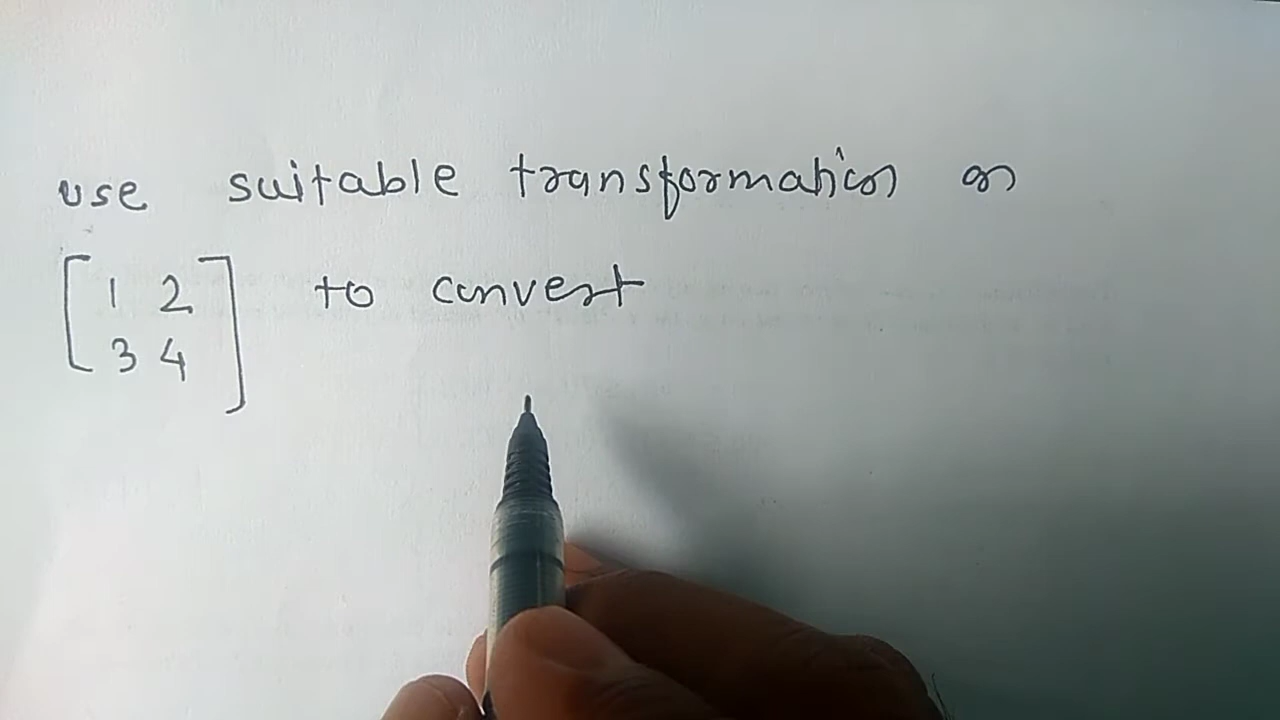 use suitable transformation on
[1 2 to convert
3 4]